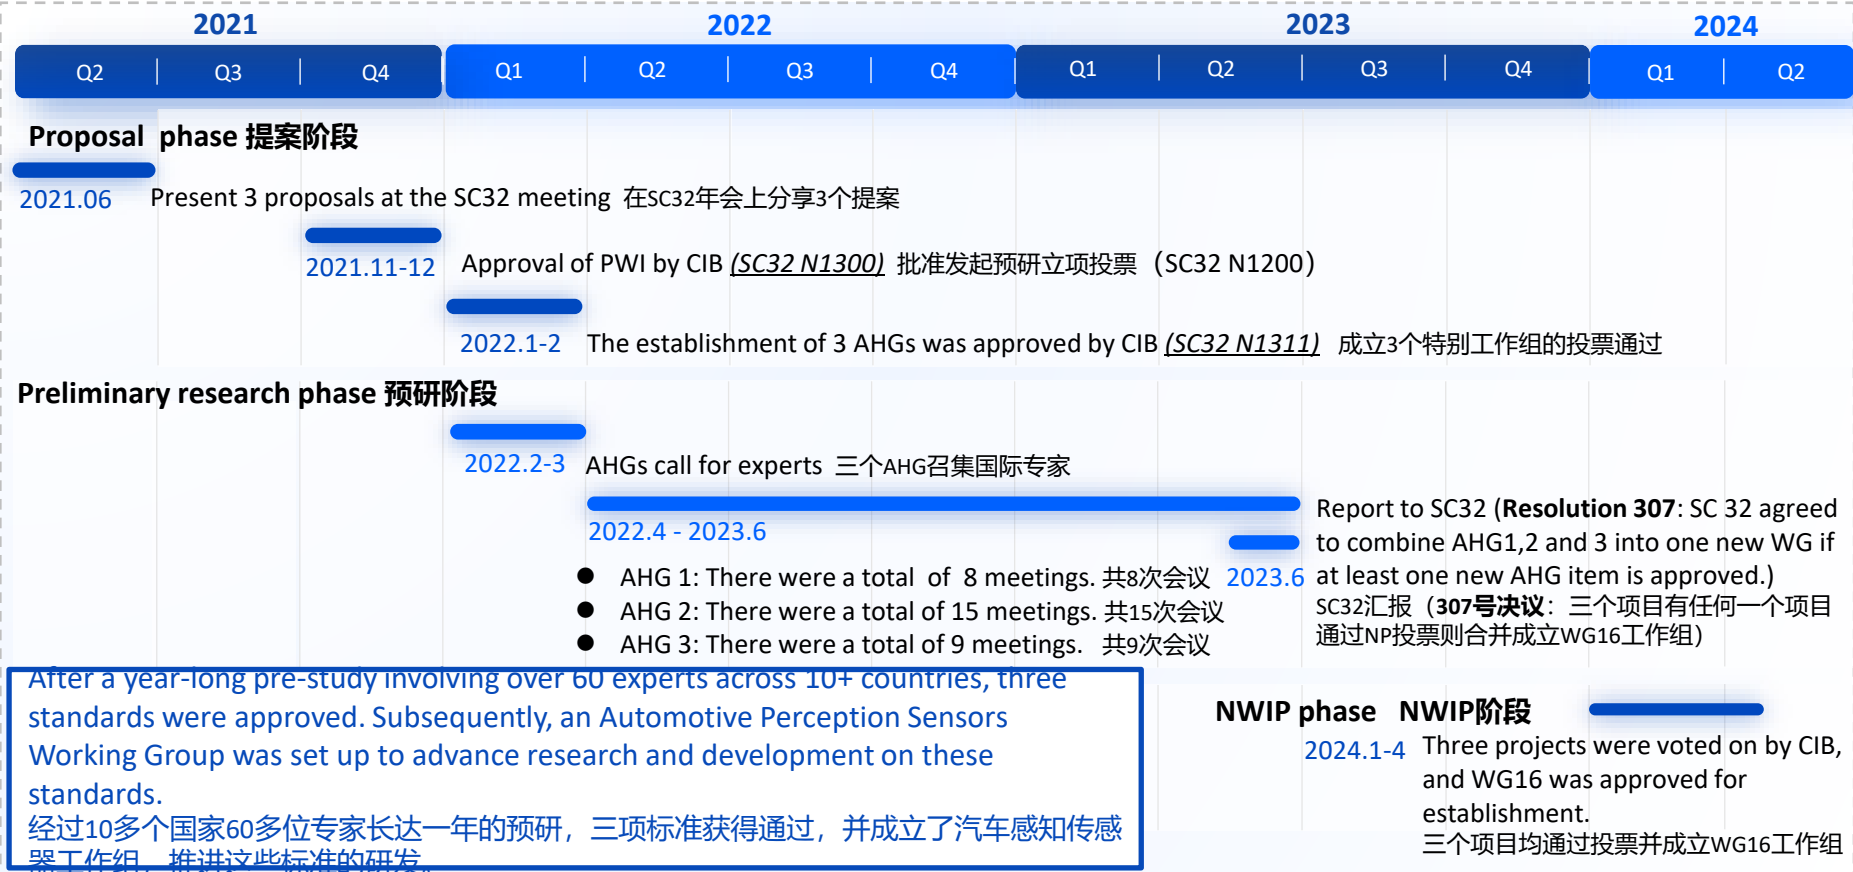 2021 2022 2023 2024
Q2 Q3 Q4 Q1 Q2 Q3 Q4 Q1 Q2 Q3 Q4 Q1 Q2
Proposal phase 提案阶段
2021.06 Present 3 proposals at the SC32 meeting 在SC32年会上分享3个提案
2021.11-12 Approval of PWI by CIB (SC32 N1300) 批准发起预研立项投票（SC32 N1200）
2022.1-2 The establishment of 3 AHGs was approved by CIB (SC32 N1311) 成立3个特别工作组的投票通过
Preliminary research phase 预研阶段
2022.2-3 AHGs call for experts 三个AHG召集国际专家
2022.4 - 2023.6
AHG 1: There were a total of 8 meetings. 共8次会议
AHG 2: There were a total of 15 meetings. 共15次会议
AHG 3: There were a total of 9 meetings. 共9次会议
2023.6
Report to SC32 (Resolution 307: SC 32 agreed
to combine AHG1,2 and 3 into one new WG if
at least one new AHG item is approved.)
SC32汇报（307号决议：三个项目有任何一个项目
通过NP投票则合并成立WG16工作组）
After a year-long pre-study involving over 60 experts across 10+ countries, three
standards were approved. Subsequently, an Automotive Perception Sensors
Working Group was set up to advance research and development on these
standards.
经过10多个国家60多位专家长达一年的预研，三项标准获得通过，并成立了汽车感知传感
器工作组，推进这些标准的研发。
NWIP phase NWIP阶段
2024.1-4 Three projects were voted on by CIB,
and WG16 was approved for
establishment.
三个项目均通过投票并成立WG16工作组